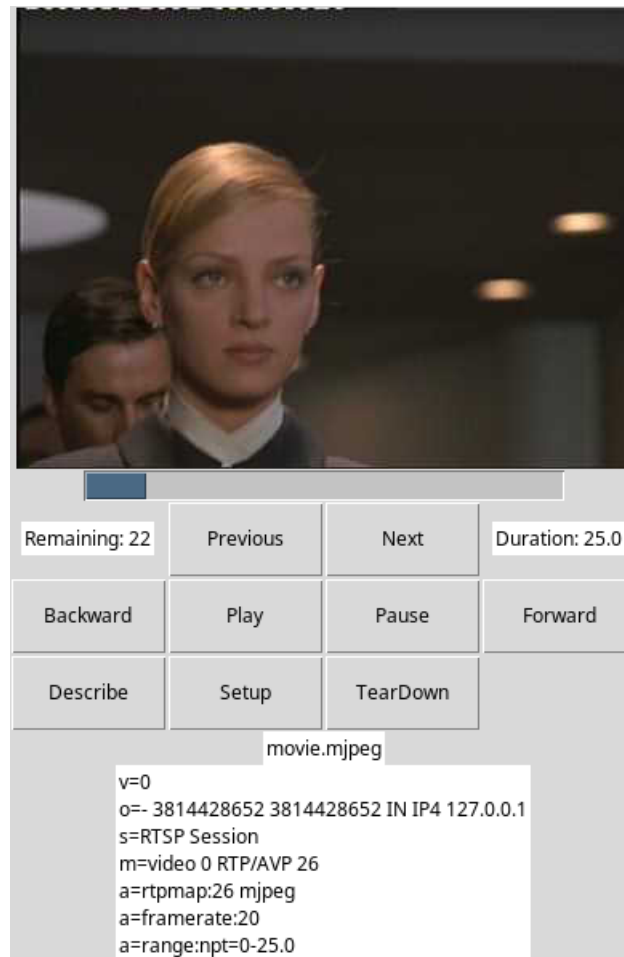 Remaining: 22
Previous
Next
Duration: 25.0
Backward
Play
Pause
Forward
Describe
Setup
TearDown
movie.mjpeg
v=0
o=- 3814428652 3814428652 IN IP4 127.0.0.1
s=RTSP Session
m=video 0 RTP/AVP 26
a=rtpmap:26 mjpeg
a=framerate:20
a=range:npt=0-25.0